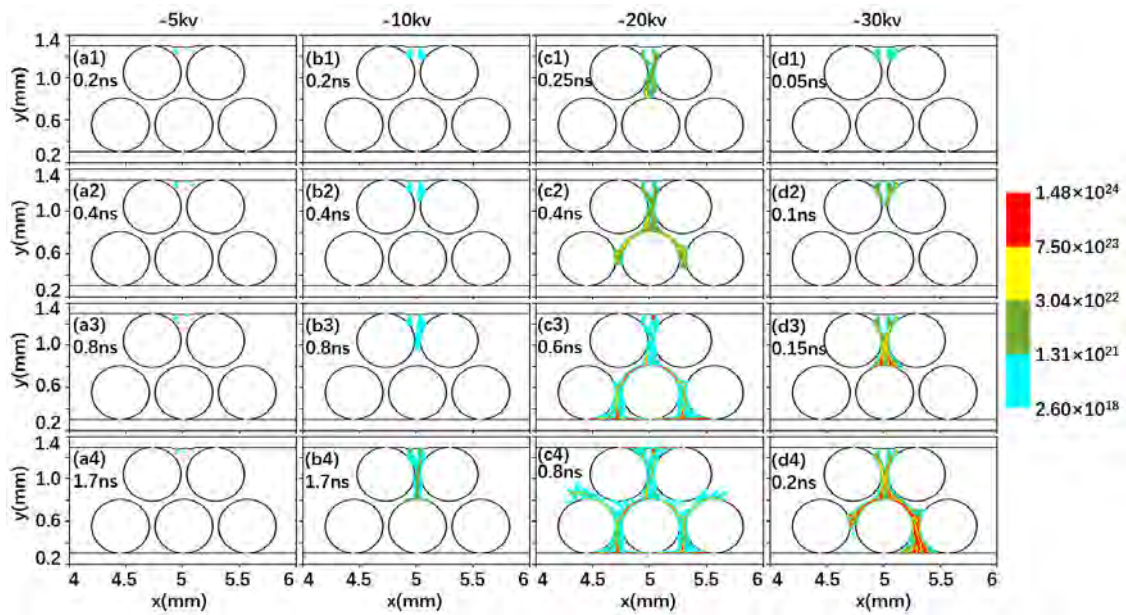 -5kv -10kv -20kv -30kv
1.4 (a1) (b1) (c1) (d1)
0.2ns 0.2ns 0.25ns 0.05ns
1.0
y(mm)
0.6
0.2
1.4 (a2) (b2) (c2) (d2)
0.4ns 0.4ns 0.4ns 0.1ns
1.0
y(mm)
0.6
0.2
1.4 (a3) (b3) (c3) (d3)
0.8ns 0.8ns 0.6ns 0.15ns
1.0
y(mm)
0.6
0.2
1.4 (a4) (b4) (c4) (d4)
1.7ns 1.7ns 0.8ns 0.2ns
1.0
y(mm)
0.6
0.2
4 4.5 5 5.5 6 4.5 5 5.5 6 4.5 5 5.5 6 4.5 5 5.5 6
x(mm) x(mm) x(mm) x(mm)
1.48×10²⁴
7.50×10²³
3.04×10²²
1.31×10²¹
2.60×10¹⁸